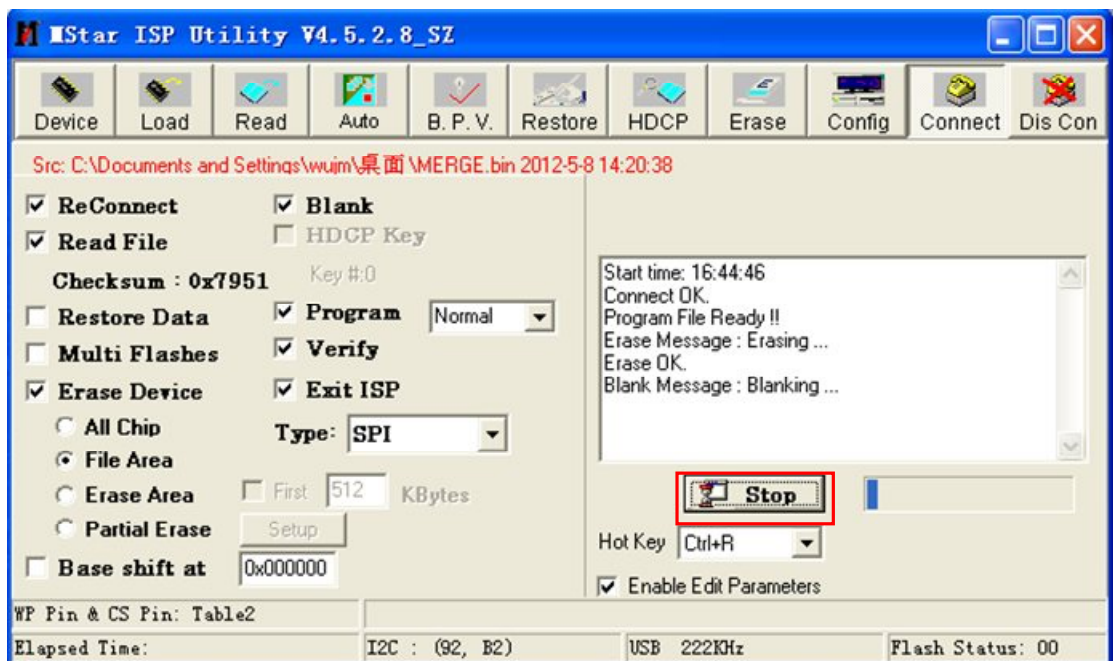 MStar ISP Utility V4.5.2.8_SZ
Device Load Read Auto B.P.V. Restore HDCP Erase Config Connect Dis Con
Src: C:\Documents and Settings\wujm\桌面\MERGE.bin 2012-5-8 14:20:38
ReConnect Blank
Read File HDCP Key
Checksum : 0x7951 Key #:0
Restore Data Program Normal
Multi Flashes Verify
Erase Device Exit ISP
All Chip Type: SPI
File Area
Erase Area First 512 KBytes
Partial Erase Setup
Base shift at 0x000000
Start time: 16:44:46
Connect OK.
Program File Ready !!
Erase Message : Erasing ...
Erase OK.
Blank Message : Blanking ...
Stop
Hot Key Ctrl+R
Enable Edit Parameters
WP Pin & CS Pin: Table2
Elapsed Time: I2C : (92, B2) USB 222KHz Flash Status: 00